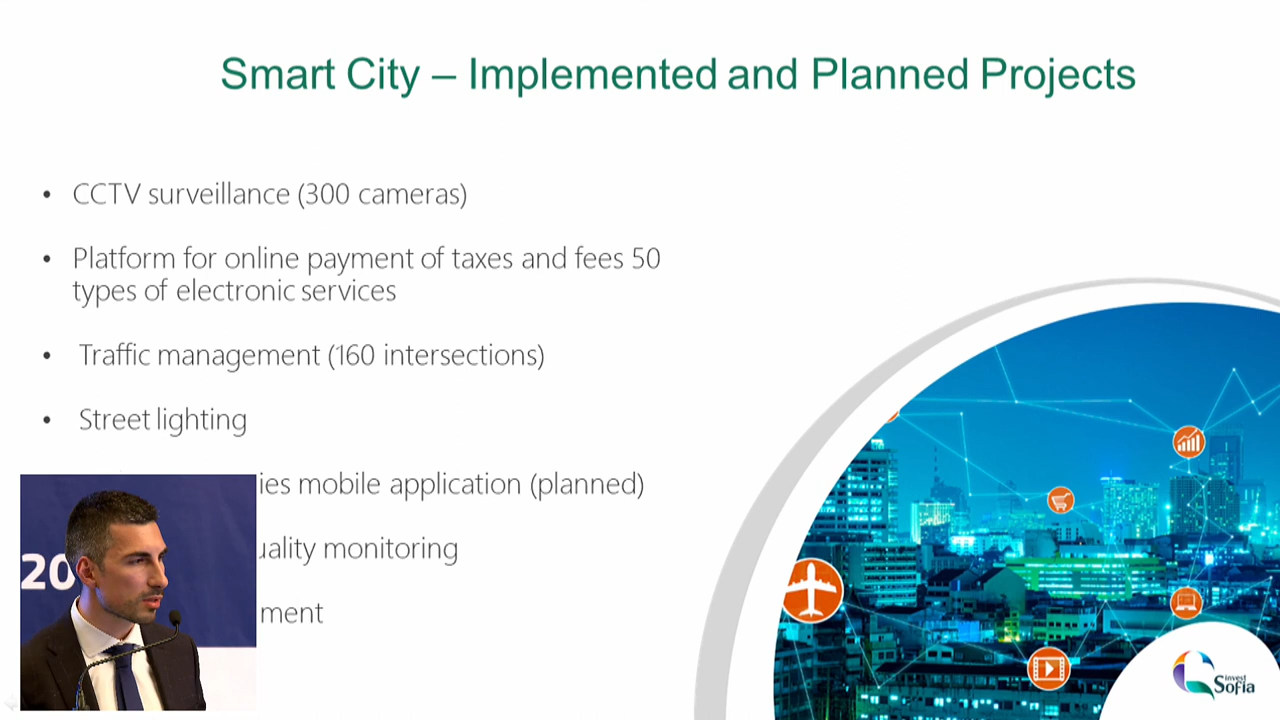 Smart City – Implemented and Planned Projects
• CCTV surveillance (300 cameras)
• Platform for online payment of taxes and fees 50
types of electronic services
• Traffic management (160 intersections)
• Street lighting
ies mobile application (planned)
uality monitoring
ment
20
invest
Sofia